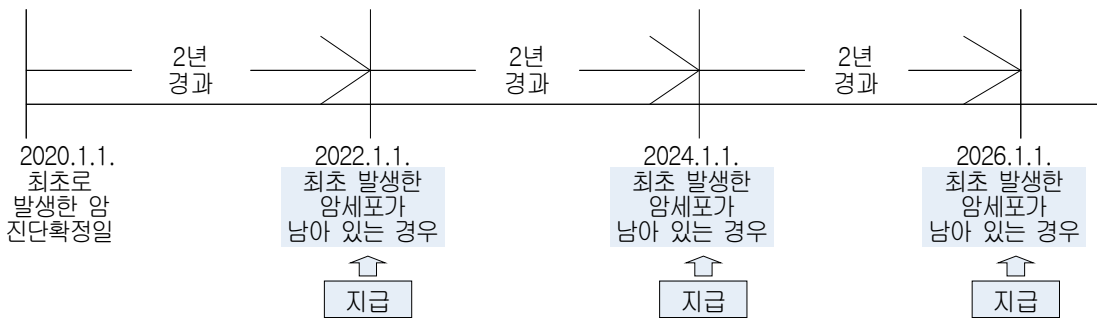 2년
경과
2년
경과
2년
경과
2020.1.1.
최초로
발생한 암
진단확정일
2022.1.1.
최초 발생한
암세포가
남아 있는 경우
지급
2024.1.1.
최초 발생한
암세포가
남아 있는 경우
지급
2026.1.1.
최초 발생한
암세포가
남아 있는 경우
지급